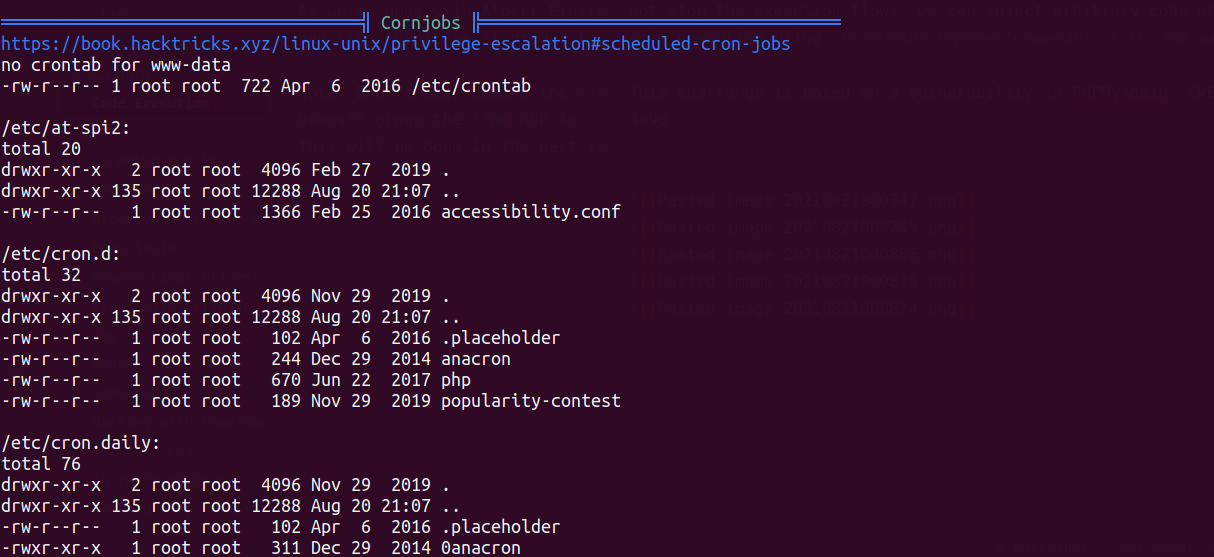 Cornjobs
https://book.hacktricks.xyz/linux-unix/privilege-escalation#scheduled-cron-jobs
no crontab for www-data
-rw-r--r-- 1 root root  722 Apr  6  2016 /etc/crontab
/etc/at-spi2:
total 20
drwxr-xr-x   2 root root  4096 Feb 27  2019 .
drwxr-xr-x 135 root root 12288 Aug 20 21:07 ..
-rw-r--r--   1 root root  1366 Feb 25  2016 accessibility.conf
/etc/cron.d:
total 32
drwxr-xr-x   2 root root  4096 Nov 29  2019 .
drwxr-xr-x 135 root root 12288 Aug 20 21:07 ..
-rw-r--r--   1 root root   102 Apr  6  2016 .placeholder
-rw-r--r--   1 root root   244 Dec 29  2014 anacron
-rw-r--r--   1 root root   670 Jun 22  2017 php
-rw-r--r--   1 root root   189 Nov 29  2019 popularity-contest
/etc/cron.daily:
total 76
drwxr-xr-x   2 root root  4096 Nov 29  2019 .
drwxr-xr-x 135 root root 12288 Aug 20 21:07 ..
-rw-r--r--   1 root root   102 Apr  6  2016 .placeholder
-rwxr-xr-x   1 root root   311 Dec 29  2014 0anacron